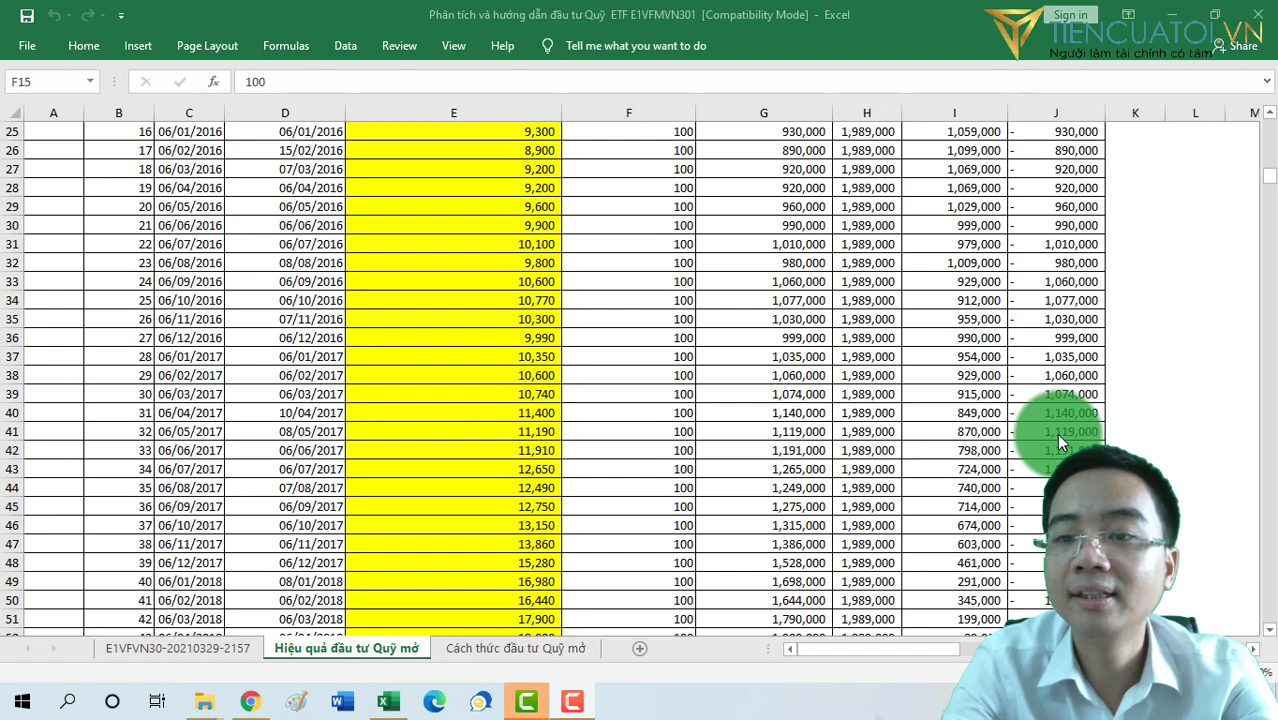 Phân tích và hướng dẫn đầu tư Quỹ ETF E1VFMVN301 [Compatibility Mode] - Excel
Sign in
TIENCUATOI.VN
Người làm tài chính có tâm
File Home Insert Page Layout Formulas Data Review View Help Tell me what you want to do Share
F15 fx 100
A B C D E F G H I J K L M
25 16 06/01/2016 06/01/2016 9,300 100 930,000 1,989,000 1,059,000 - 930,000
26 17 06/02/2016 15/02/2016 8,900 100 890,000 1,989,000 1,099,000 - 890,000
27 18 06/03/2016 07/03/2016 9,200 100 920,000 1,989,000 1,069,000 - 920,000
28 19 06/04/2016 06/04/2016 9,200 100 920,000 1,989,000 1,069,000 - 920,000
29 20 06/05/2016 06/05/2016 9,600 100 960,000 1,989,000 1,029,000 - 960,000
30 21 06/06/2016 06/06/2016 9,900 100 990,000 1,989,000 999,000 - 990,000
31 22 06/07/2016 06/07/2016 10,100 100 1,010,000 1,989,000 979,000 - 1,010,000
32 23 06/08/2016 08/08/2016 9,800 100 980,000 1,989,000 1,009,000 - 980,000
33 24 06/09/2016 06/09/2016 10,600 100 1,060,000 1,989,000 929,000 - 1,060,000
34 25 06/10/2016 06/10/2016 10,770 100 1,077,000 1,989,000 912,000 - 1,077,000
35 26 06/11/2016 07/11/2016 10,300 100 1,030,000 1,989,000 959,000 - 1,030,000
36 27 06/12/2016 06/12/2016 9,990 100 999,000 1,989,000 990,000 - 999,000
37 28 06/01/2017 06/01/2017 10,350 100 1,035,000 1,989,000 954,000 - 1,035,000
38 29 06/02/2017 06/02/2017 10,600 100 1,060,000 1,989,000 929,000 - 1,060,000
39 30 06/03/2017 06/03/2017 10,740 100 1,074,000 1,989,000 915,000 - 1,074,000
40 31 06/04/2017 10/04/2017 11,400 100 1,140,000 1,989,000 849,000 - 1,140,000
41 32 06/05/2017 08/05/2017 11,190 100 1,119,000 1,989,000 870,000 - 1,119,000
42 33 06/06/2017 06/06/2017 11,910 100 1,191,000 1,989,000 798,000 -
43 34 06/07/2017 06/07/2017 12,650 100 1,265,000 1,989,000 724,000 -
44 35 06/08/2017 07/08/2017 12,490 100 1,249,000 1,989,000 740,000 -
45 36 06/09/2017 06/09/2017 12,750 100 1,275,000 1,989,000 714,000 -
46 37 06/10/2017 06/10/2017 13,150 100 1,315,000 1,989,000 674,000 -
47 38 06/11/2017 06/11/2017 13,860 100 1,386,000 1,989,000 603,000 -
48 39 06/12/2017 06/12/2017 15,280 100 1,528,000 1,989,000 461,000 -
49 40 06/01/2018 08/01/2018 16,980 100 1,698,000 1,989,000 291,000 -
50 41 06/02/2018 06/02/2018 16,440 100 1,644,000 1,989,000 345,000 -
51 42 06/03/2018 06/03/2018 17,900 100 1,790,000 1,989,000 199,000 -
E1VFVN30-20210329-2157 Hiệu quả đầu tư Quỹ mở Cách thức đầu tư Quỹ mở